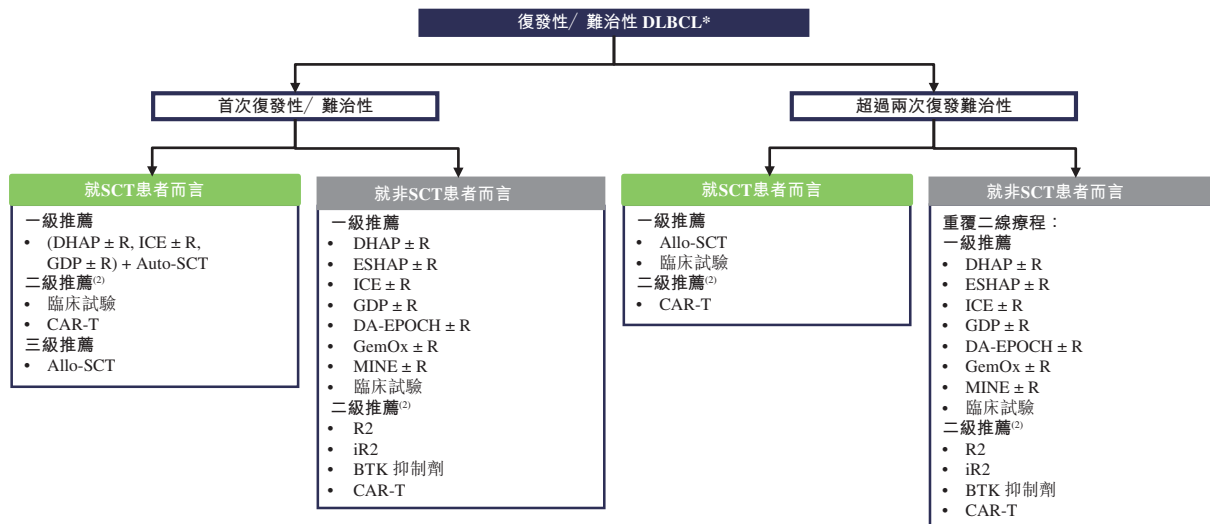 復發性/ 難治性 DLBCL*
首次復發性/ 難治性
超過兩次復發難治性
就SCT患者而言
一級推薦
• (DHAP ± R, ICE ± R,
GDP ± R) + Auto-SCT
二級推薦(2)
• 臨床試驗
• CAR-T
三級推薦
• Allo-SCT
就非SCT患者而言
一級推薦
• DHAP ± R
• ESHAP ± R
• ICE ± R
• GDP ± R
• DA-EPOCH ± R
• GemOx ± R
• MINE ± R
• 臨床試驗
二級推薦(2)
• R2
• iR2
• BTK 抑制劑
• CAR-T
就SCT患者而言
一級推薦
• Allo-SCT
• 臨床試驗
二級推薦(2)
• CAR-T
就非SCT患者而言
重覆二線療程：
一級推薦
• DHAP ± R
• ESHAP ± R
• ICE ± R
• GDP ± R
• DA-EPOCH ± R
• GemOx ± R
• MINE ± R
• 臨床試驗
二級推薦(2)
• R2
• iR2
• BTK 抑制劑
• CAR-T